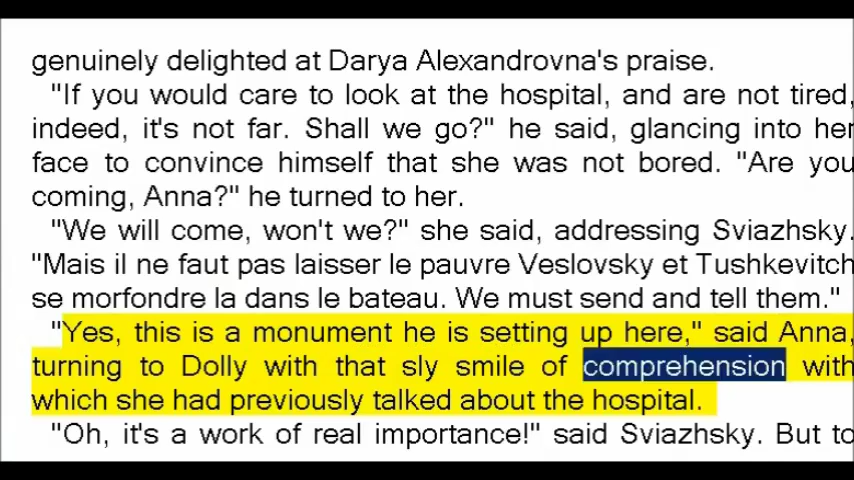 genuinely delighted at Darya Alexandrovna's praise.
"If you would care to look at the hospital, and are not tired,
indeed, it's not far. Shall we go?" he said, glancing into her
face to convince himself that she was not bored. "Are you
coming, Anna?" he turned to her.
"We will come, won't we?" she said, addressing Sviazhsky.
"Mais il ne faut pas laisser le pauvre Veslovsky et Tushkevitch
se morfondre la dans le bateau. We must send and tell them."
"Yes, this is a monument he is setting up here," said Anna,
turning to Dolly with that sly smile of comprehension with
which she had previously talked about the hospital.
"Oh, it's a work of real importance!" said Sviazhsky. But to